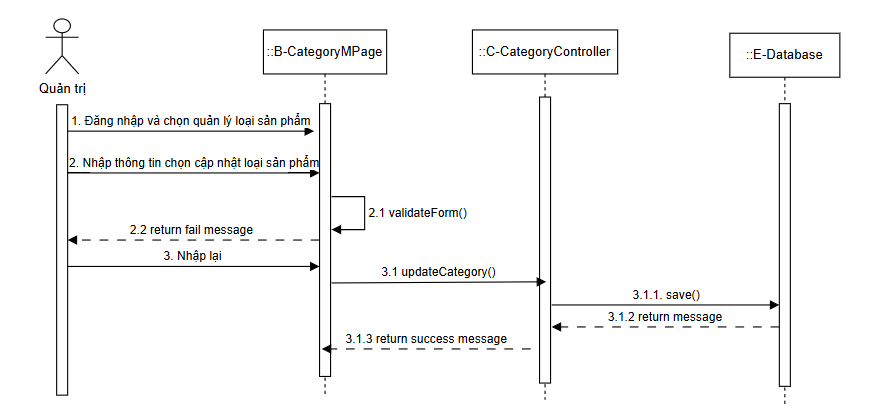 ::B-CategoryMPage
::C-CategoryController
::E-Database
Quản trị
1. Đăng nhập và chọn quản lý loại sản phẩm
2. Nhập thông tin chọn cập nhật loại sản phẩm
2.1 validateForm()
2.2 return fail message
3. Nhập lại
3.1 updateCategory()
3.1.1. save()
3.1.2 return message
3.1.3 return success message